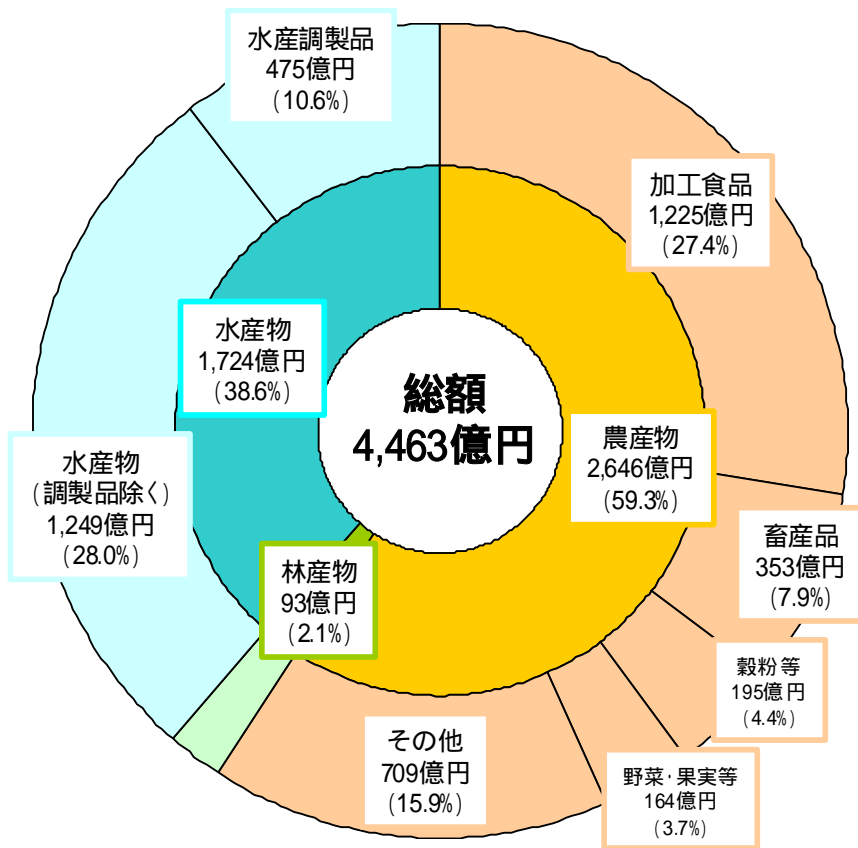 水産調製品
475億円
(10.6%)
加工食品
1,225億円
(27.4%)
水産物
1,724億円
(38.6%)
総額
4,463億円
農産物
2,646億円
(59.3%)
水産物
(調製品除く)
1,249億円
(28.0%)
畜産品
353億円
(7.9%)
林産物
93億円
(2.1%)
穀粉等
195億円
(4.4%)
その他
709億円
(15.9%)
野菜・果実等
164億円
(3.7%)